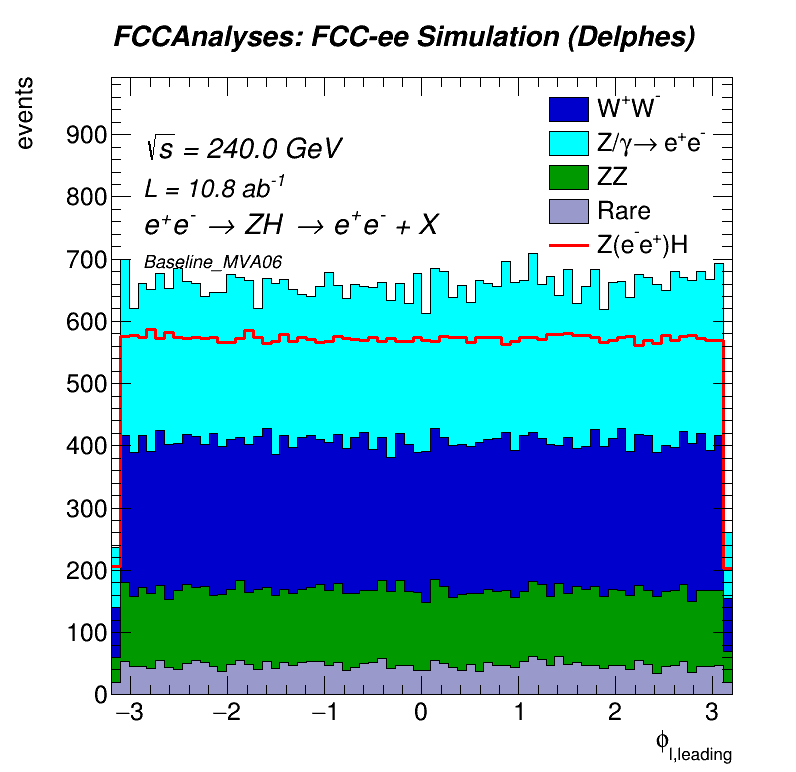 FCCAnalyses: FCC-ee Simulation (Delphes)
events
900
800
700
600
500
400
300
200
100
0
√s = 240.0 GeV
L = 10.8 ab⁻¹
e⁺e⁻ → ZH → e⁺e⁻ + X
Baseline_MVA06
W⁺W⁻
Z/γ→ e⁺e⁻
ZZ
Rare
Z(e⁻e⁺)H
−3 −2 −1 0 1 2 3
ϕ_l,leading